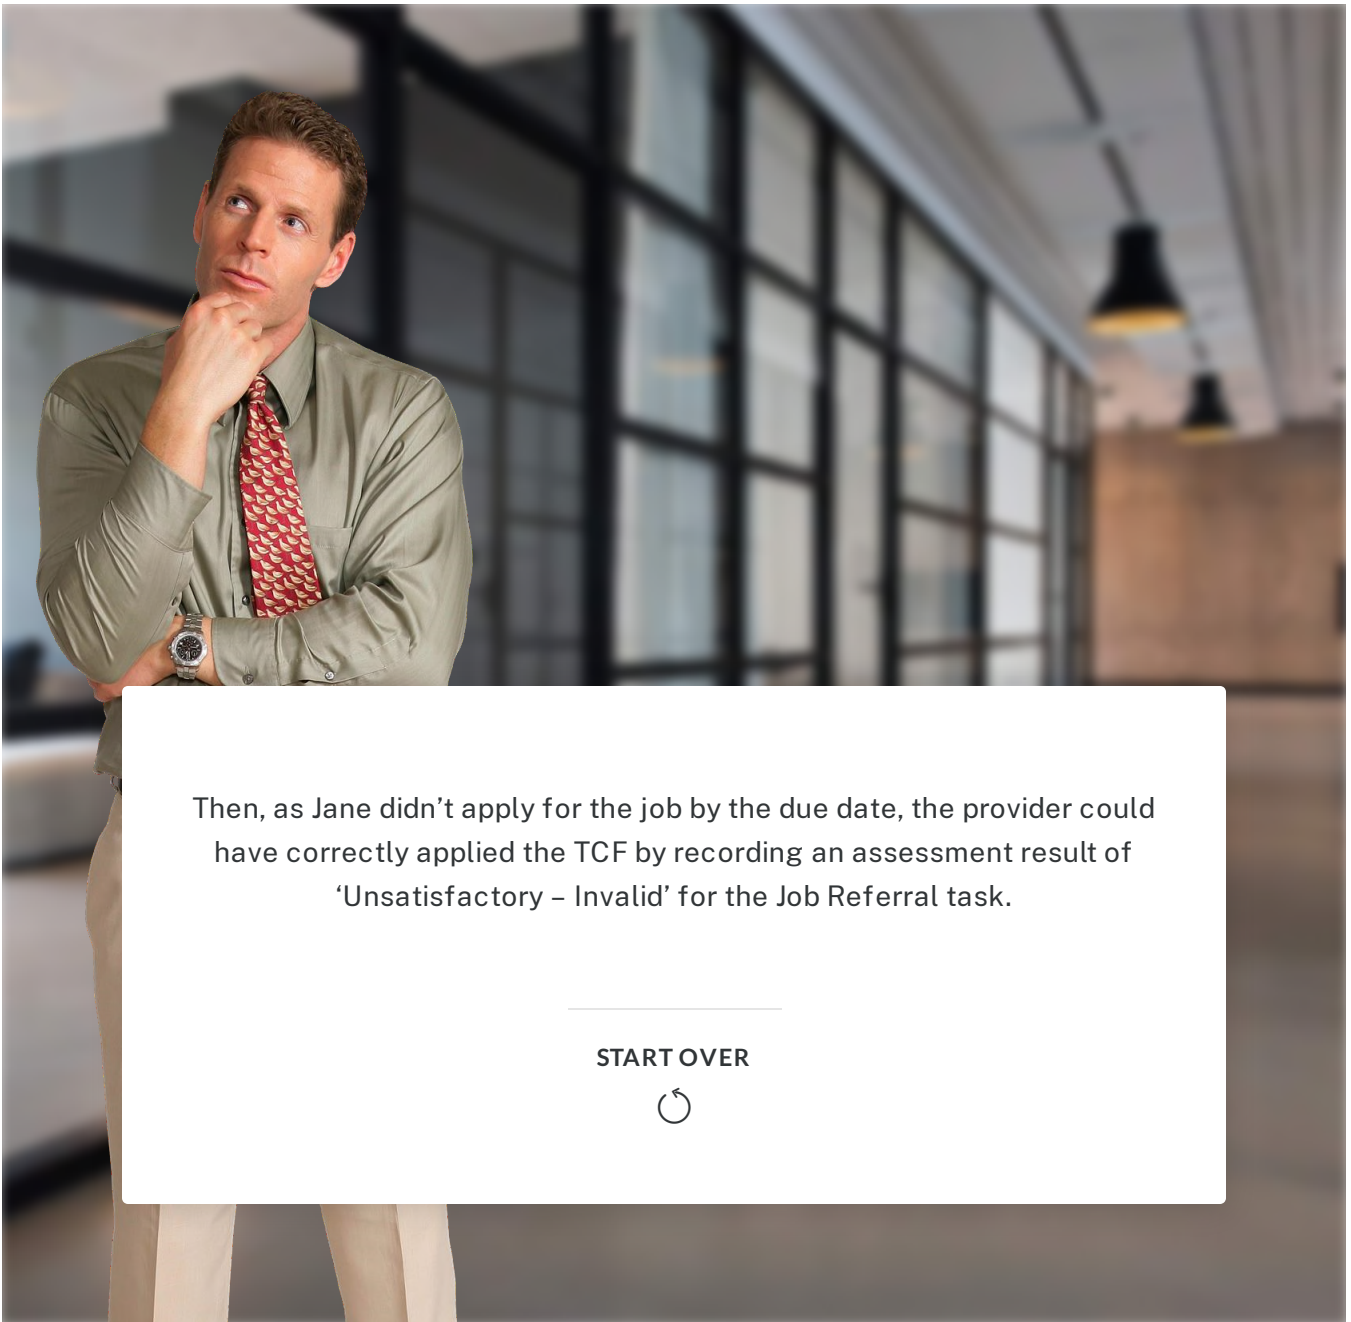 Then, as Jane didn’t apply for the job by the due date, the provider could
have correctly applied the TCF by recording an assessment result of
‘Unsatisfactory – Invalid’ for the Job Referral task.
START OVER